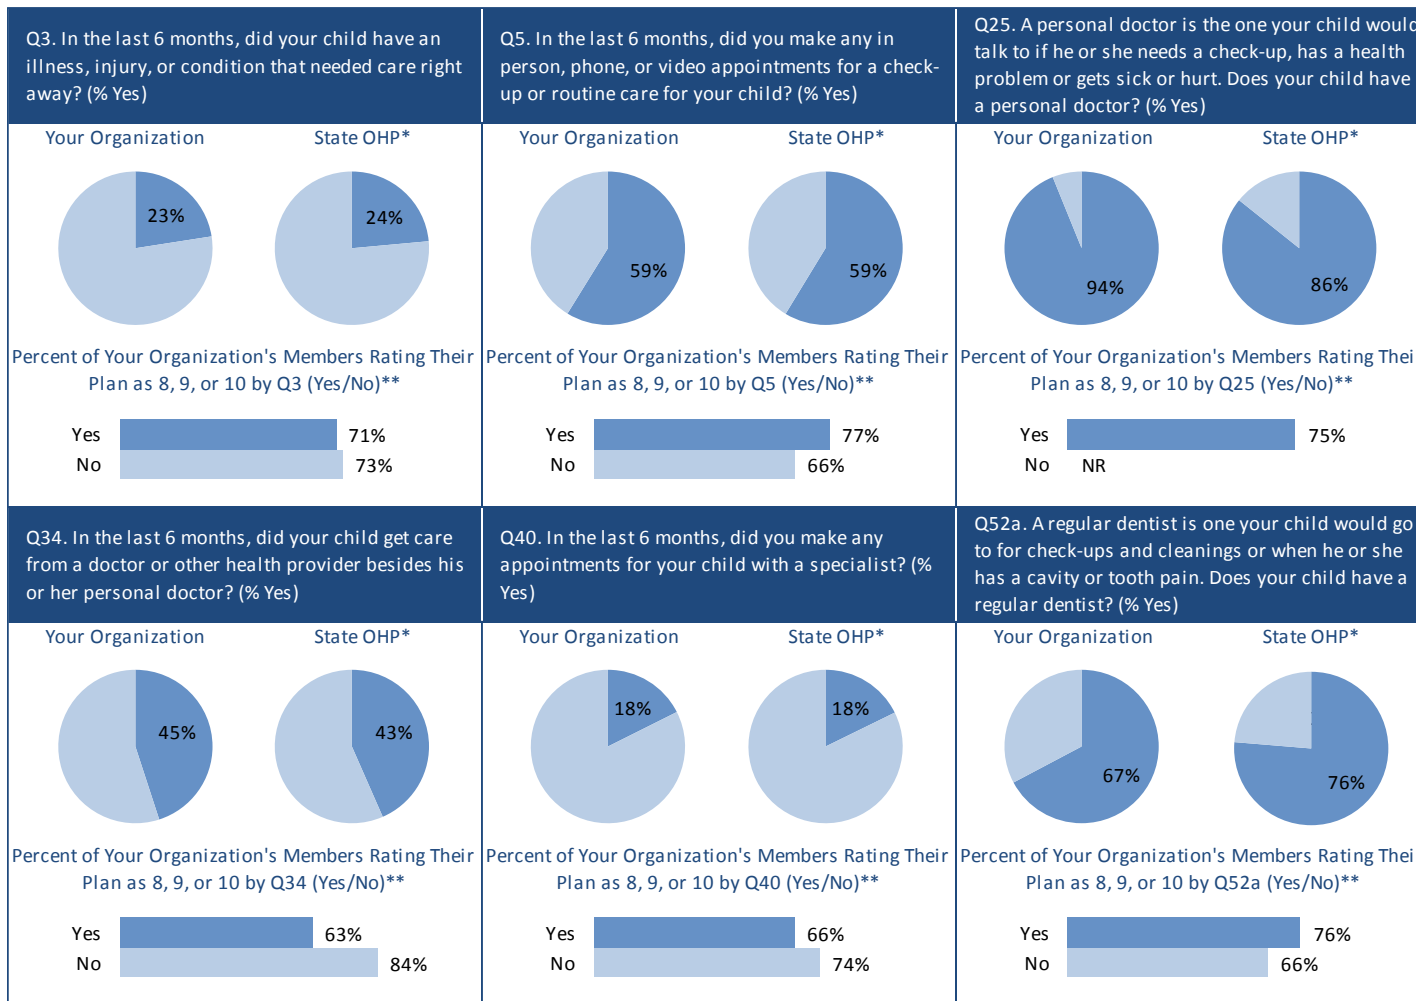 Q3. In the last 6 months, did your child have an
illness, injury, or condition that needed care right
away? (% Yes)
Your Organization
State OHP*
23%
24%
Percent of Your Organization's Members Rating Their
Plan as 8, 9, or 10 by Q3 (Yes/No)**
Yes
71%
No
73%
Q5. In the last 6 months, did you make any in
person, phone, or video appointments for a check-
up or routine care for your child? (% Yes)
Your Organization
State OHP*
59%
59%
Percent of Your Organization's Members Rating Their
Plan as 8, 9, or 10 by Q5 (Yes/No)**
Yes
77%
No
66%
Q25. A personal doctor is the one your child would
talk to if he or she needs a check-up, has a health
problem or gets sick or hurt. Does your child have
a personal doctor? (% Yes)
Your Organization
State OHP*
94%
86%
Percent of Your Organization's Members Rating Thei
Plan as 8, 9, or 10 by Q25 (Yes/No)**
Yes
75%
No
NR
Q34. In the last 6 months, did your child get care
from a doctor or other health provider besides his
or her personal doctor? (% Yes)
Your Organization
State OHP*
45%
43%
Percent of Your Organization's Members Rating Their
Plan as 8, 9, or 10 by Q34 (Yes/No)**
Yes
63%
No
84%
Q40. In the last 6 months, did you make any
appointments for your child with a specialist? (%
Yes)
Your Organization
State OHP*
18%
18%
Percent of Your Organization's Members Rating Their
Plan as 8, 9, or 10 by Q40 (Yes/No)**
Yes
66%
No
74%
Q52a. A regular dentist is one your child would go
to for check-ups and cleanings or when he or she
has a cavity or tooth pain. Does your child have a
regular dentist? (% Yes)
Your Organization
State OHP*
67%
76%
Percent of Your Organization's Members Rating Thei
Plan as 8, 9, or 10 by Q52a (Yes/No)**
Yes
76%
No
66%